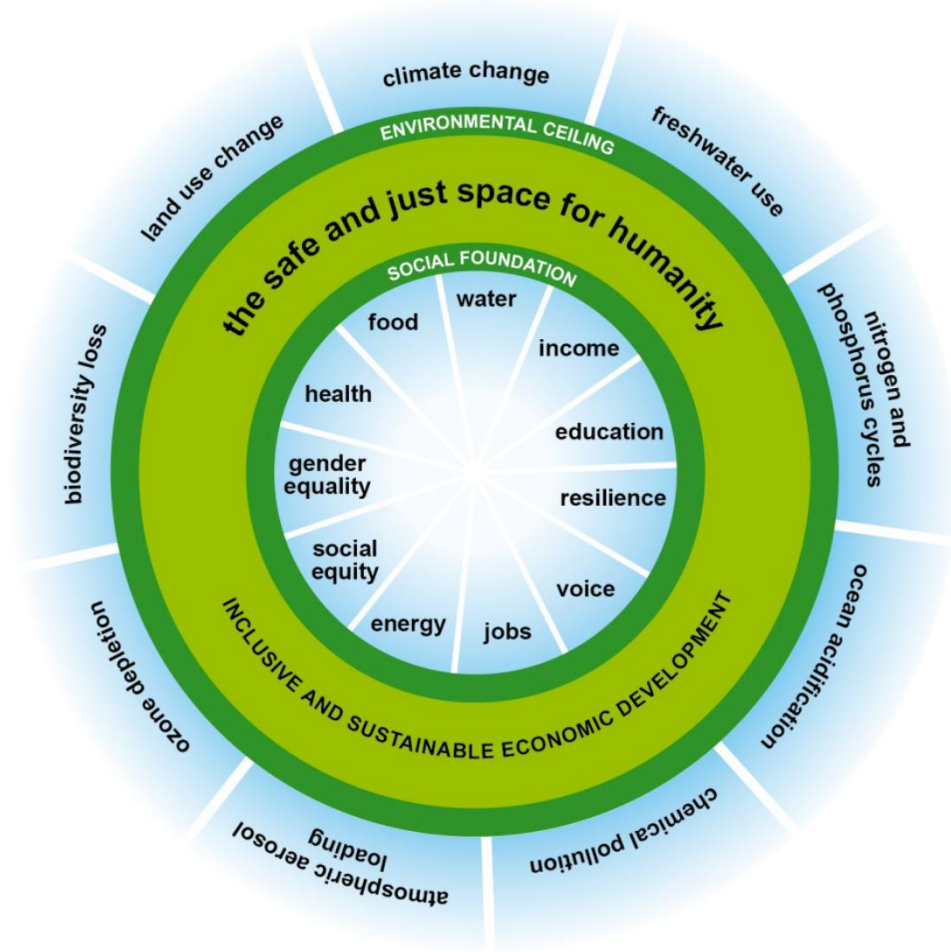 climate change
freshwater use
nitrogen and
phosphorus cycles
ocean acidification
chemical pollution
atmospheric aerosol
loading
ozone depletion
biodiversity loss
land use change
ENVIRONMENTAL CEILING
the safe and just space for humanity
SOCIAL FOUNDATION
water
income
education
resilience
voice
jobs
energy
social
equity
gender
equality
health
food
INCLUSIVE AND SUSTAINABLE ECONOMIC DEVELOPMENT